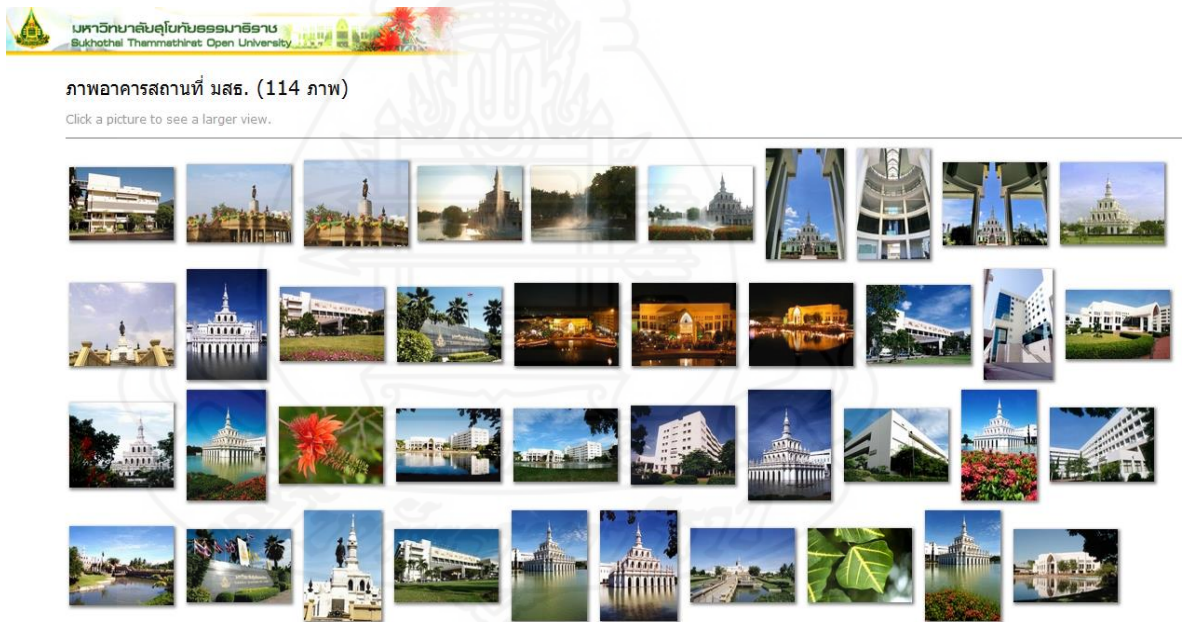 มหาวิทยาลัยสุโขทัยธรรมาธิราช
Sukhothai Thammathirat Open University
ภาพอาคารสถานที่ มสธ. (114 ภาพ)
Click a picture to see a larger view.